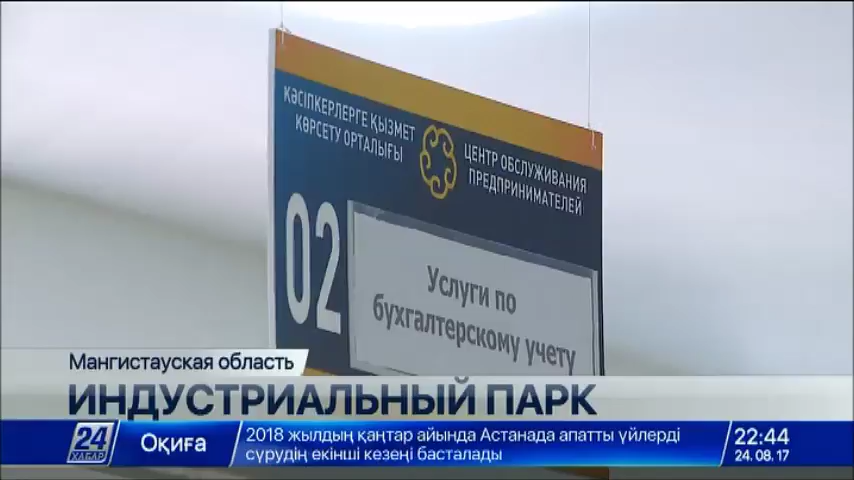 КӘСІПКЕРЛЕРГЕ ҚЫЗМЕТ
КӨРСЕТУ ОРТАЛЫҒЫ
ЦЕНТР ОБСЛУЖИВАНИЯ
ПРЕДПРИНИМАТЕЛЕЙ
02
Услуги по
бухгалтерскому учету
Мангистауская область
ИНДУСТРИАЛЬНЫЙ ПАРК
24
ХАБАР
Оқиға
2018 жылдың қаңтар айында Астанада апатты үйлерді
сүрудің екінші кезеңі басталады
22:44
24.08.17